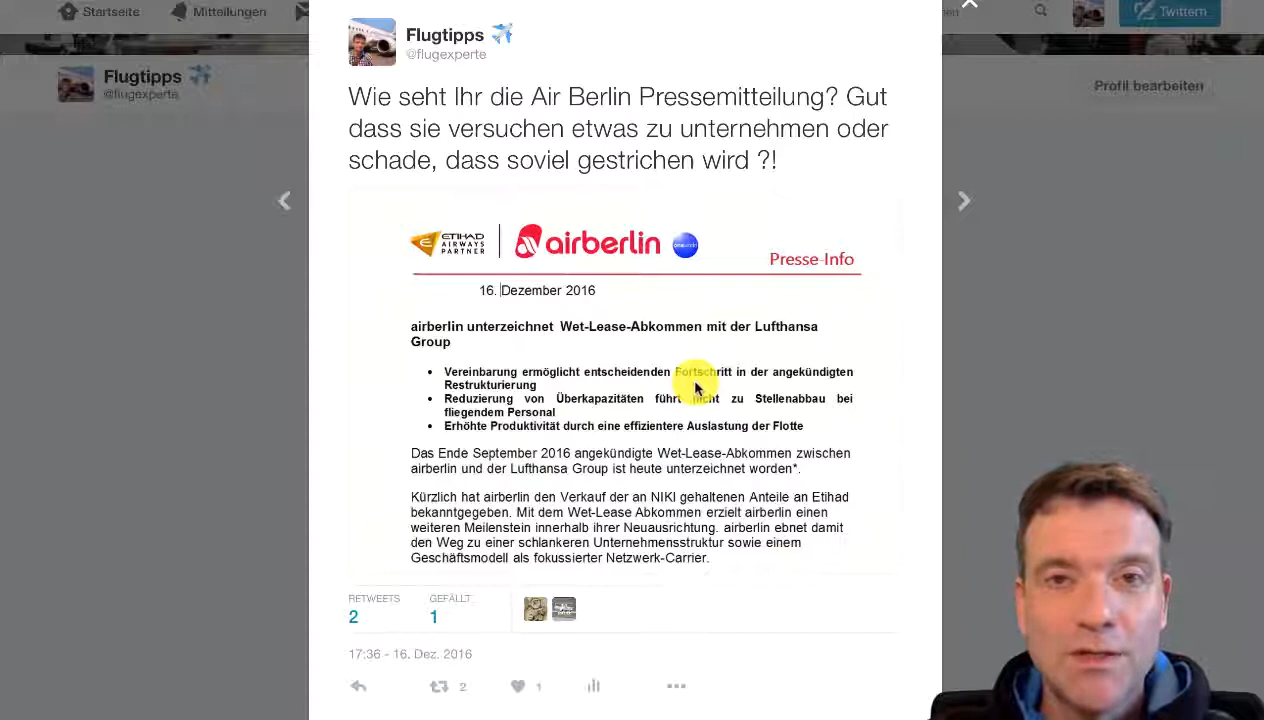 Startseite
Mitteilungen
Twittern
Flugtipps
@flugexperte
Profil bearbeiten
Flugtipps
@flugexperte
Wie seht Ihr die Air Berlin Pressemitteilung? Gut
dass sie versuchen etwas zu unternehmen oder
schade, dass soviel gestrichen wird ?!
ETIHAD
AIRWAYS
PARTNER
airberlin
Presse-Info
16. Dezember 2016
airberlin unterzeichnet Wet-Lease-Abkommen mit der Lufthansa
Group
• Vereinbarung ermöglicht entscheidenden Fortschritt in der angekündigten
Restrukturierung
• Reduzierung von Überkapazitäten führt nicht zu Stellenabbau bei
fliegendem Personal
• Erhöhte Produktivität durch eine effizientere Auslastung der Flotte
Das Ende September 2016 angekündigte Wet-Lease-Abkommen zwischen
airberlin und der Lufthansa Group ist heute unterzeichnet worden*.
Kürzlich hat airberlin den Verkauf der an NIKI gehaltenen Anteile an Etihad
bekanntgegeben. Mit dem Wet-Lease Abkommen erzielt airberlin einen
weiteren Meilenstein innerhalb ihrer Neuausrichtung. airberlin ebnet damit
den Weg zu einer schlankeren Unternehmensstruktur sowie einem
Geschäftsmodell als fokussierter Netzwerk-Carrier.
RETWEETS
2
GEFÄLLT
1
17:36 - 16. Dez. 2016
2
1